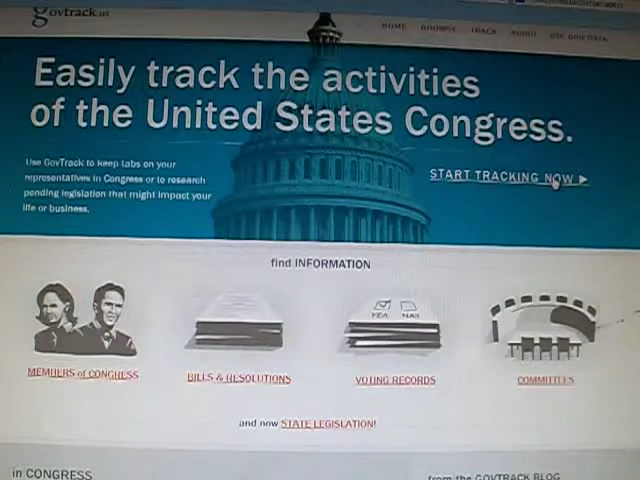 govtrack.us
HOME BROWSE TRACK ABOUT
Easily track the activities
of the United States Congress.
Use GovTrack to keep tabs on your
representatives in Congress or to research
pending legislation that might impact your
life or business.
START TRACKING NOW ▶
find INFORMATION
YEA NAY
MEMBERS of CONGRESS
BILLS & RESOLUTIONS
VOTING RECORDS
COMMITTEES
and now STATE LEGISLATION!
in CONGRESS
from the GOVTRACK BLOG